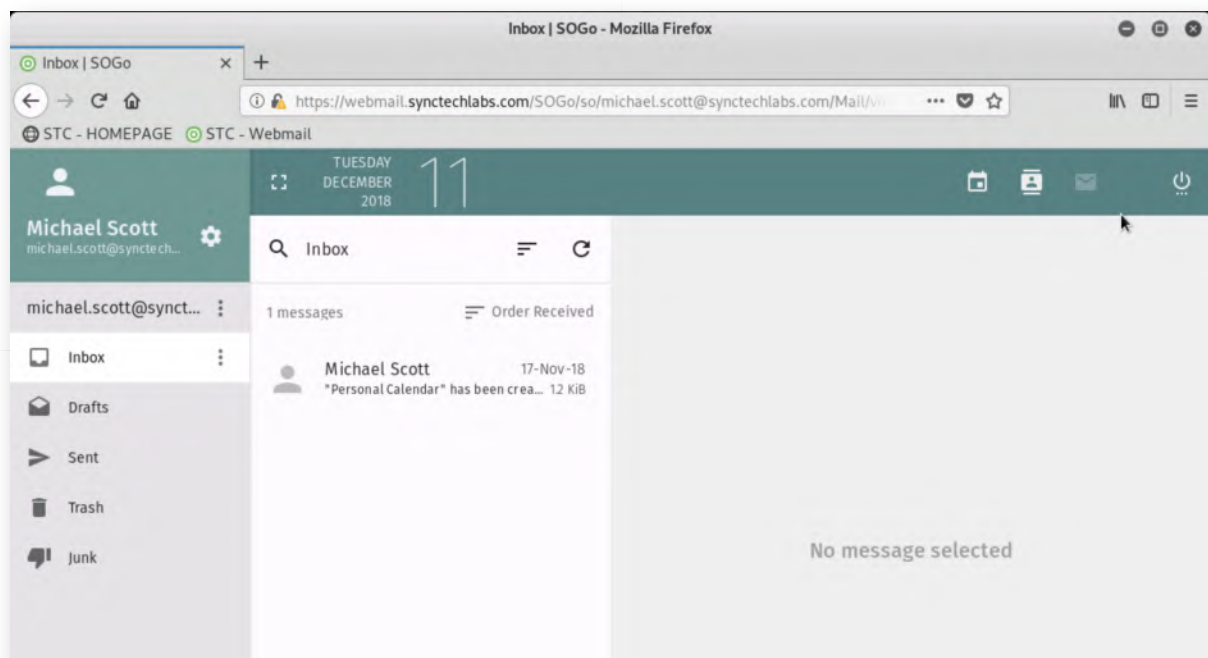 Inbox | SOGo - Mozilla Firefox
Inbox | SOGo
https://webmail.synctechlabs.com/SOGo/so/michael.scott@synctechlabs.com/Mail/
STC - HOMEPAGE STC - Webmail
TUESDAY
DECEMBER 11
2018
Michael Scott
michael.scott@synctech...
Inbox
michael.scott@synct...
1 messages Order Received
Inbox
Michael Scott 17-Nov-18
"Personal Calendar" has been crea... 1.2 KiB
Drafts
Sent
Trash
Junk
No message selected